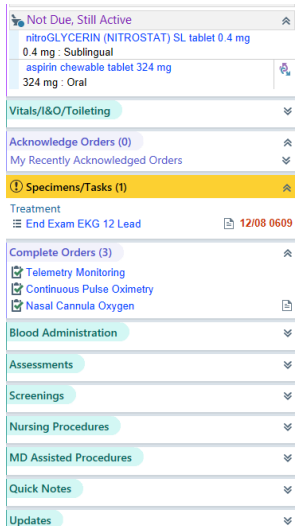 Not Due, Still Active
nitroGLYCERIN (NITROSTAT) SL tablet 0.4 mg
0.4 mg : Sublingual
aspirin chewable tablet 324 mg
324 mg : Oral
Vitals/I&O/Toileting
Acknowledge Orders (0)
My Recently Acknowledged Orders
Specimens/Tasks (1)
Treatment
End Exam EKG 12 Lead 12/08 0609
Complete Orders (3)
Telemetry Monitoring
Continuous Pulse Oximetry
Nasal Cannula Oxygen
Blood Administration
Assessments
Screenings
Nursing Procedures
MD Assisted Procedures
Quick Notes
Updates